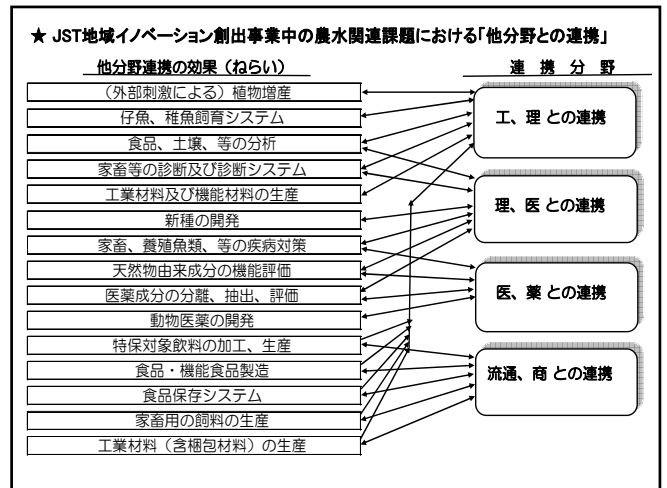 ★ JST地域イノベーション創出事業中の農水関連課題における「他分野との連携」
他分野連携の効果（ねらい）
連 携 分 野
（外部刺激による）植物増産
仔魚、稚魚飼育システム
食品、土壌、等の分析
家畜等の診断及び診断システム
工業材料及び機能材料の生産
新種の開発
家畜、養殖魚類、等の疾病対策
天然物由来成分の機能評価
医薬成分の分離、抽出、評価
動物医薬の開発
特保対象飲料の加工、生産
食品・機能食品製造
食品保存システム
家畜用の飼料の生産
工業材料（含梱包材料）の生産
工、理 との連携
理、医 との連携
医、薬 との連携
流通、商 との連携